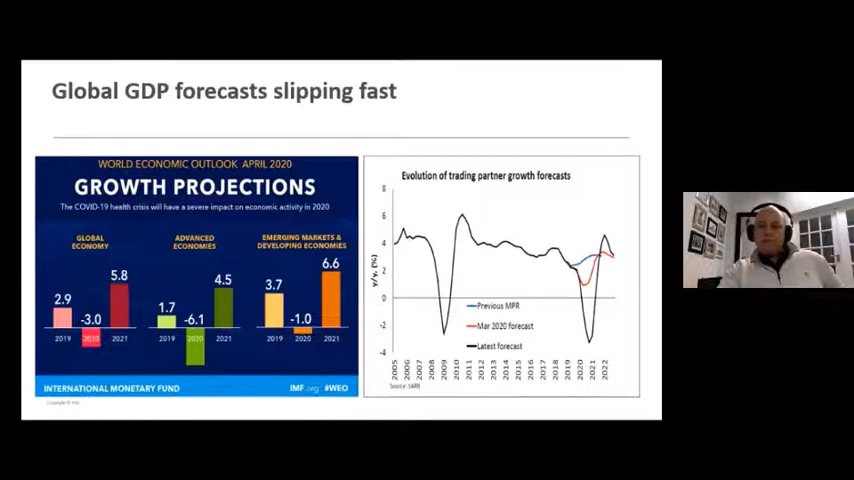 Global GDP forecasts slipping fast
WORLD ECONOMIC OUTLOOK APRIL 2020
GROWTH PROJECTIONS
The COVID-19 health crisis will have a severe impact on economic activity in 2020
GLOBAL
ECONOMY
2.9
-3.0
5.8
2019
2020
2021
ADVANCED
ECONOMIES
1.7
-6.1
4.5
2019
2020
2021
EMERGING MARKETS &
DEVELOPING ECONOMIES
3.7
-1.0
6.6
2019
2020
2021
INTERNATIONAL MONETARY FUND
IMF.org #WEO
Evolution of trading partner growth forecasts
y/y, (%)
8
6
4
2
0
-2
-4
Previous MPR
Mar 2020 forecast
Latest forecast
2005
2006
2007
2008
2009
2010
2011
2012
2013
2014
2015
2016
2017
2018
2019
2020
2021
2022
Source: SARB